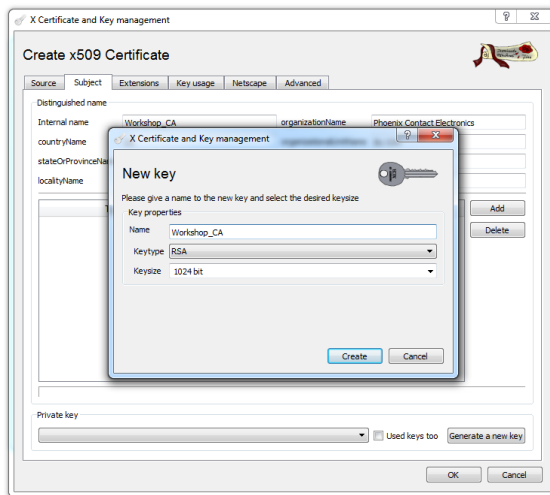 X Certificate and Key management
Create x509 Certificate
Source Subject Extensions Key usage Netscape Advanced
Distinguished name
Internal name Workshop_CA organizationName Phoenix Contact Electronics
countryName
stateOrProvinceNa
localityName
Add
Delete
X Certificate and Key management
New key
Please give a name to the new key and select the desired keysize
Key properties
Name Workshop_CA
Keytype RSA
Keysize 1024 bit
Create Cancel
Private key
Used keys too Generate a new key
OK Cancel